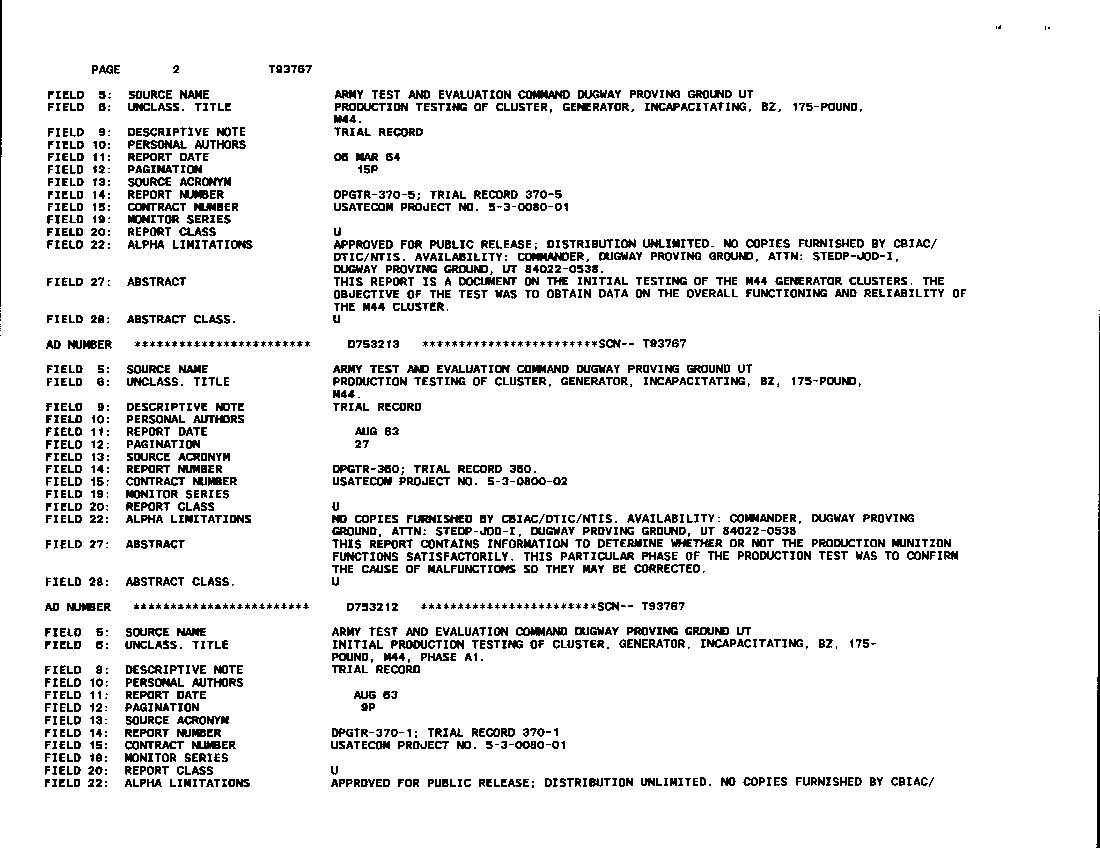 PAGE 2 T93767
FIELD 5: SOURCE NAME ARMY TEST AND EVALUATION COMMAND DUGWAY PROVING GROUND UT
FIELD 6: UNCLASS. TITLE PRODUCTION TESTING OF CLUSTER, GENERATOR, INCAPACITATING, BZ, 175-POUND,
M44.
FIELD 9: DESCRIPTIVE NOTE TRIAL RECORD
FIELD 10: PERSONAL AUTHORS
FIELD 11: REPORT DATE 06 MAR 64
FIELD 12: PAGINATION 15P
FIELD 13: SOURCE ACRONYM
FIELD 14: REPORT NUMBER DPGTR-370-5; TRIAL RECORD 370-5
FIELD 15: CONTRACT NUMBER USATECOM PROJECT NO. 5-3-0080-01
FIELD 19: MONITOR SERIES
FIELD 20: REPORT CLASS U
FIELD 22: ALPHA LIMITATIONS APPROVED FOR PUBLIC RELEASE; DISTRIBUTION UNLIMITED. NO COPIES FURNISHED BY CBIAC/
DTIC/NTIS. AVAILABILITY: COMMANDER, DUGWAY PROVING GROUND, ATTN: STEDP-JOD-I,
DUGWAY PROVING GROUND, UT 84022-0538.
FIELD 27: ABSTRACT THIS REPORT IS A DOCUMENT ON THE INITIAL TESTING OF THE M44 GENERATOR CLUSTERS. THE
OBJECTIVE OF THE TEST WAS TO OBTAIN DATA ON THE OVERALL FUNCTIONING AND RELIABILITY OF
THE M44 CLUSTER.
FIELD 28: ABSTRACT CLASS. U
AD NUMBER ************************ D753213 ************************SCN-- T93767
FIELD 5: SOURCE NAME ARMY TEST AND EVALUATION COMMAND DUGWAY PROVING GROUND UT
FIELD 6: UNCLASS. TITLE PRODUCTION TESTING OF CLUSTER, GENERATOR, INCAPACITATING, BZ, 175-POUND,
M44.
FIELD 9: DESCRIPTIVE NOTE TRIAL RECORD
FIELD 10: PERSONAL AUTHORS
FIELD 11: REPORT DATE AUG 63
FIELD 12: PAGINATION 27
FIELD 13: SOURCE ACRONYM
FIELD 14: REPORT NUMBER DPGTR-360; TRIAL RECORD 360.
FIELD 15: CONTRACT NUMBER USATECOM PROJECT NO. 5-3-0800-02
FIELD 19: MONITOR SERIES
FIELD 20: REPORT CLASS U
FIELD 22: ALPHA LIMITATIONS NO COPIES FURNISHED BY CBIAC/DTIC/NTIS. AVAILABILITY: COMMANDER, DUGWAY PROVING
GROUND, ATTN: STEDP-JOD-I, DUGWAY PROVING GROUND, UT 84022-0538
FIELD 27: ABSTRACT THIS REPORT CONTAINS INFORMATION TO DETERMINE WHETHER OR NOT THE PRODUCTION MUNITION
FUNCTIONS SATISFACTORILY. THIS PARTICULAR PHASE OF THE PRODUCTION TEST WAS TO CONFIRM
THE CAUSE OF MALFUNCTIONS SO THEY MAY BE CORRECTED.
FIELD 28: ABSTRACT CLASS. U
AD NUMBER ************************ D753212 ************************SCN-- T93767
FIELD 5: SOURCE NAME ARMY TEST AND EVALUATION COMMAND DUGWAY PROVING GROUND UT
FIELD 6: UNCLASS. TITLE INITIAL PRODUCTION TESTING OF CLUSTER, GENERATOR, INCAPACITATING, BZ, 175-
POUND, M44, PHASE A1.
FIELD 9: DESCRIPTIVE NOTE TRIAL RECORD
FIELD 10: PERSONAL AUTHORS
FIELD 11: REPORT DATE AUG 63
FIELD 12: PAGINATION 9P
FIELD 13: SOURCE ACRONYM
FIELD 14: REPORT NUMBER DPGTR-370-1; TRIAL RECORD 370-1
FIELD 15: CONTRACT NUMBER USATECOM PROJECT NO. 5-3-0080-01
FIELD 19: MONITOR SERIES
FIELD 20: REPORT CLASS U
FIELD 22: ALPHA LIMITATIONS APPROVED FOR PUBLIC RELEASE; DISTRIBUTION UNLIMITED. NO COPIES FURNISHED BY CBIAC/